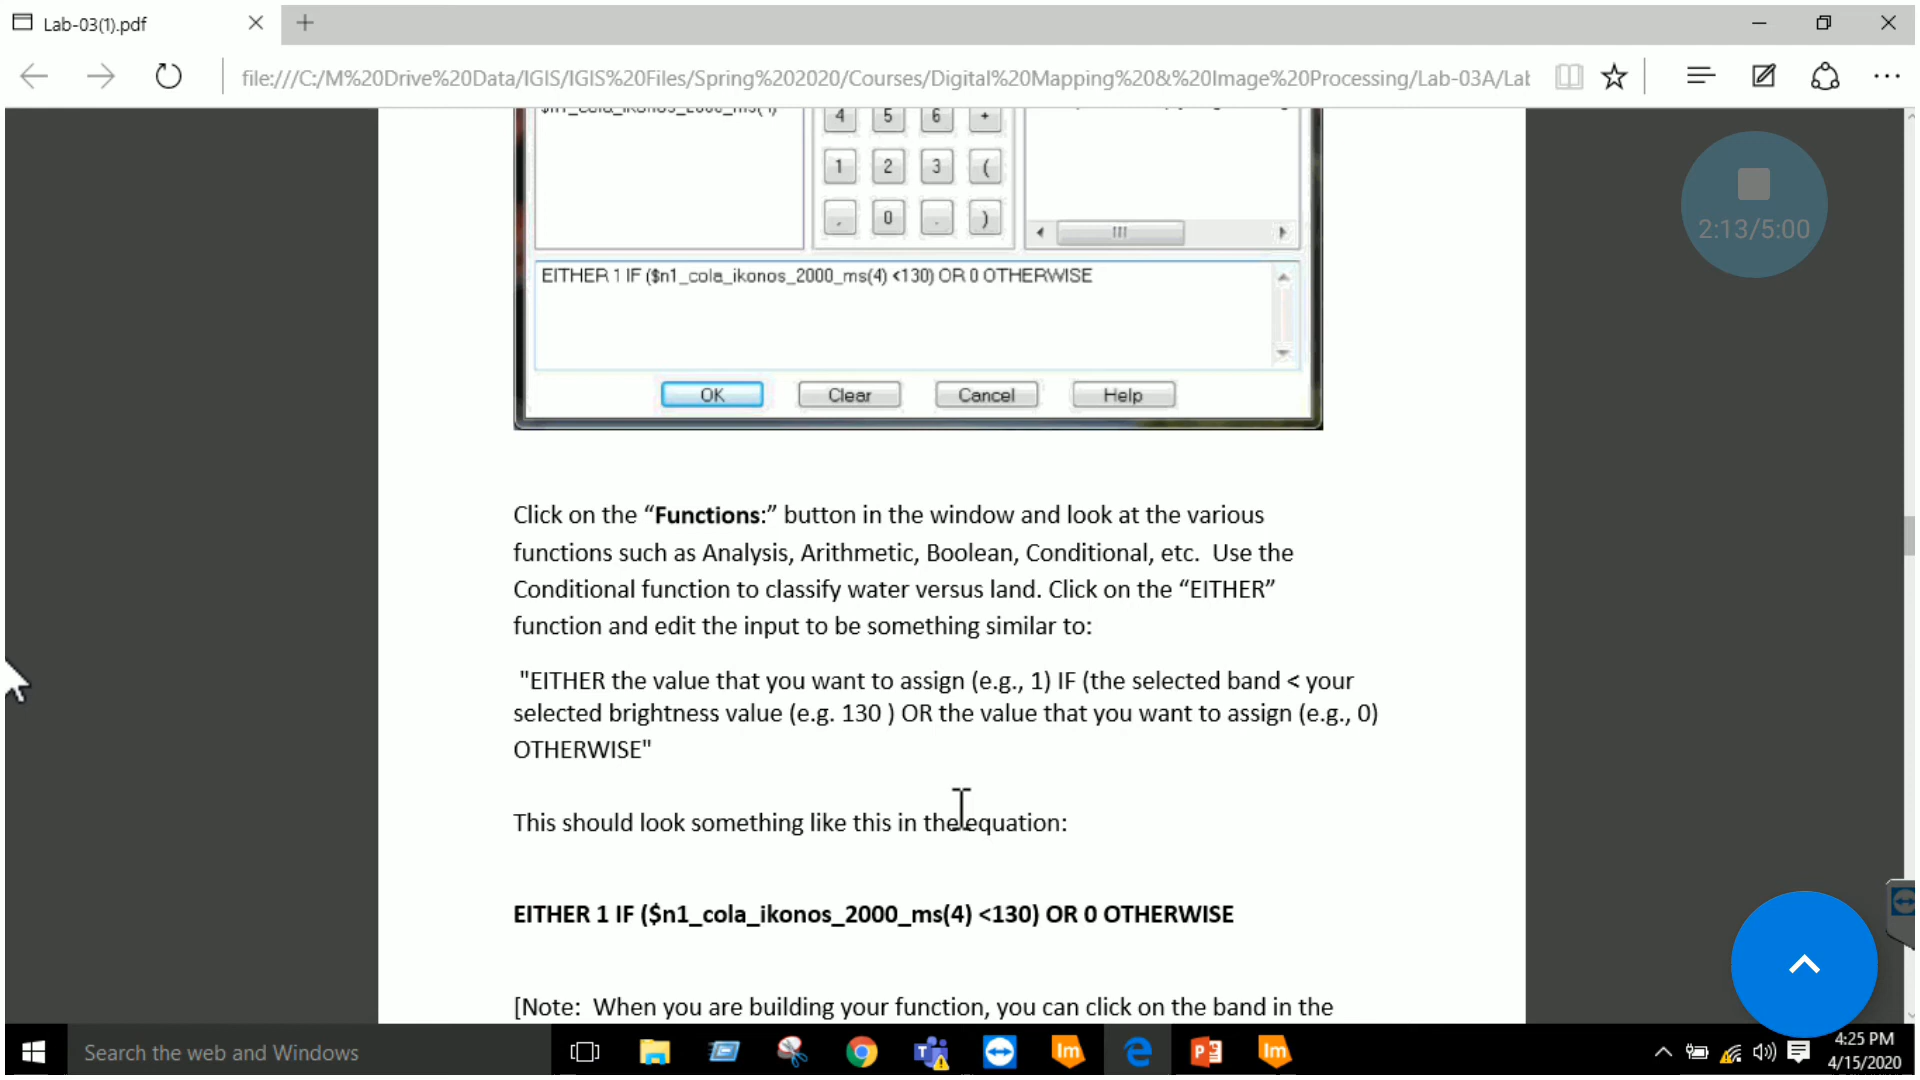 Lab-03(1).pdf
file:///C:/M%20Drive%20Data/IGIS/IGIS%20Files/Spring%202020/Courses/Digital%20Mapping%20&%20Image%20Processing/Lab-03A/Lab
$n1_cola_ikonos_2000_ms(4)
4 5 6 +
1 2 3 (
, 0 . )
2:13/5:00
EITHER 1 IF ($n1_cola_ikonos_2000_ms(4) <130) OR 0 OTHERWISE
OK Clear Cancel Help
Click on the “Functions:” button in the window and look at the various
functions such as Analysis, Arithmetic, Boolean, Conditional, etc.  Use the
Conditional function to classify water versus land. Click on the “EITHER”
function and edit the input to be something similar to:
"EITHER the value that you want to assign (e.g., 1) IF (the selected band < your
selected brightness value (e.g. 130 ) OR the value that you want to assign (e.g., 0)
OTHERWISE"
This should look something like this in the equation:
EITHER 1 IF ($n1_cola_ikonos_2000_ms(4) <130) OR 0 OTHERWISE
[Note:  When you are building your function, you can click on the band in the
Search the web and Windows
Im
Im
4:25 PM
4/15/2020